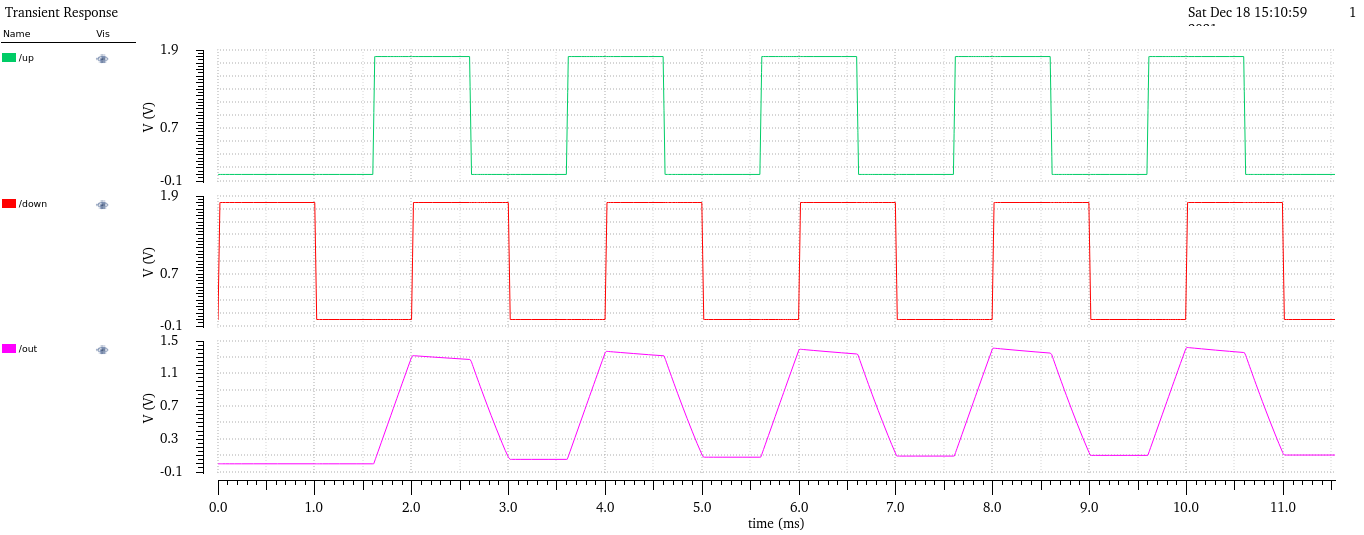 Transient Response
Sat Dec 18 15:10:59 1
Name Vis
/up
1.9
0.7
-0.1
V (V)
/down
1.9
0.7
-0.1
V (V)
/out
1.5
1.1
0.7
0.3
-0.1
V (V)
0.0 1.0 2.0 3.0 4.0 5.0 6.0 7.0 8.0 9.0 10.0 11.0
time (ms)